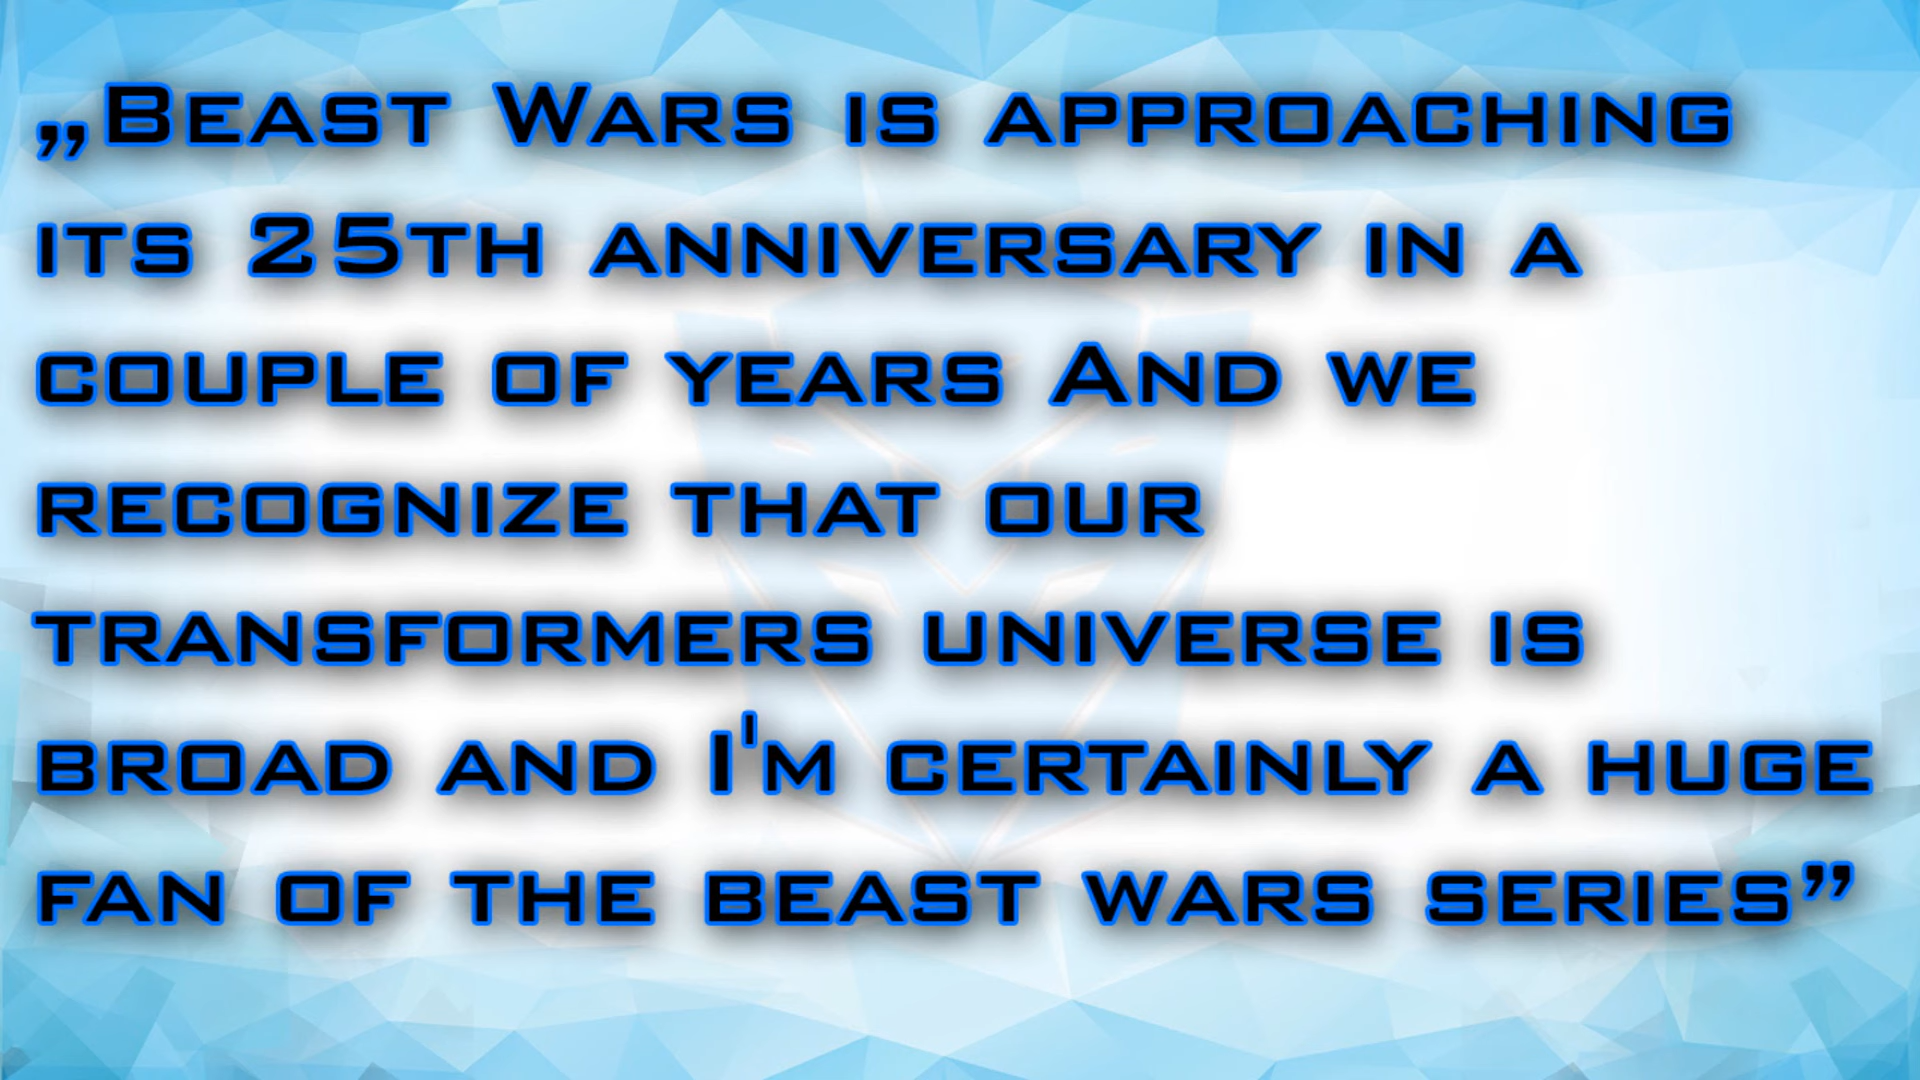 „Beast Wars is approaching
its 25th anniversary in a
couple of years And we
recognize that our
transformers universe is
broad and I'm certainly a huge
fan of the beast wars series”